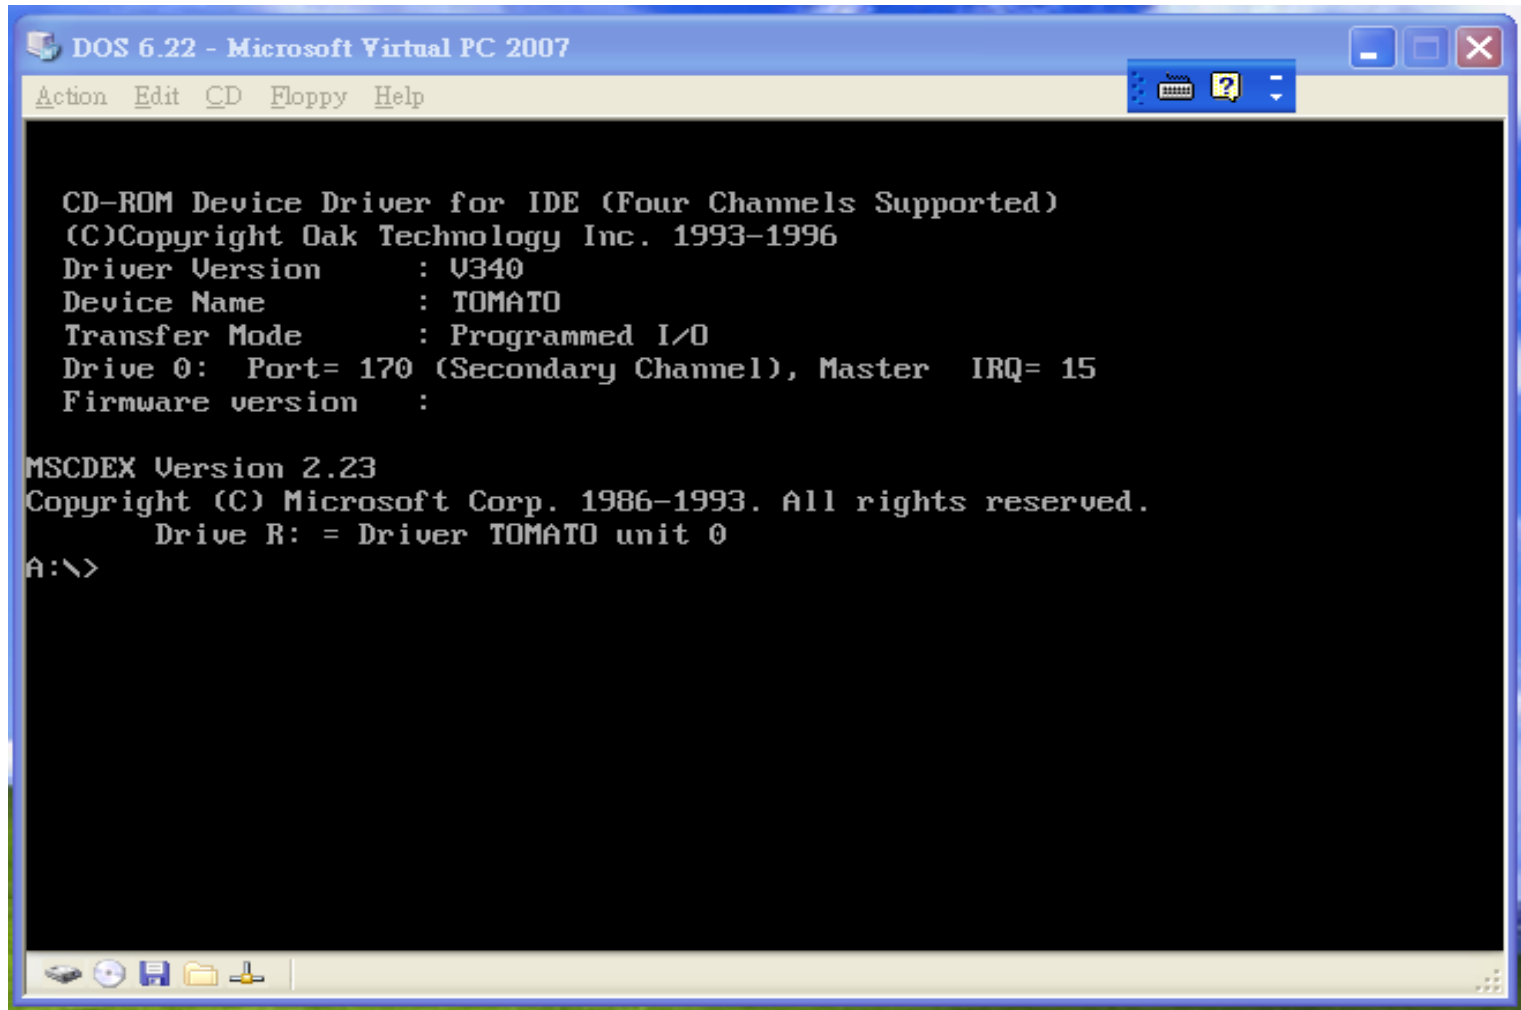 DOS 6.22 - Microsoft Virtual PC 2007
Action Edit CD Floppy Help
CD-ROM Device Driver for IDE (Four Channels Supported)
(C)Copyright Oak Technology Inc. 1993-1996
Driver Version : V340
Device Name : TOMATO
Transfer Mode : Programmed I/O
Drive 0: Port= 170 (Secondary Channel), Master IRQ= 15
Firmware version :
MSCDEX Version 2.23
Copyright (C) Microsoft Corp. 1986-1993. All rights reserved.
Drive R: = Driver TOMATO unit 0
A:\>